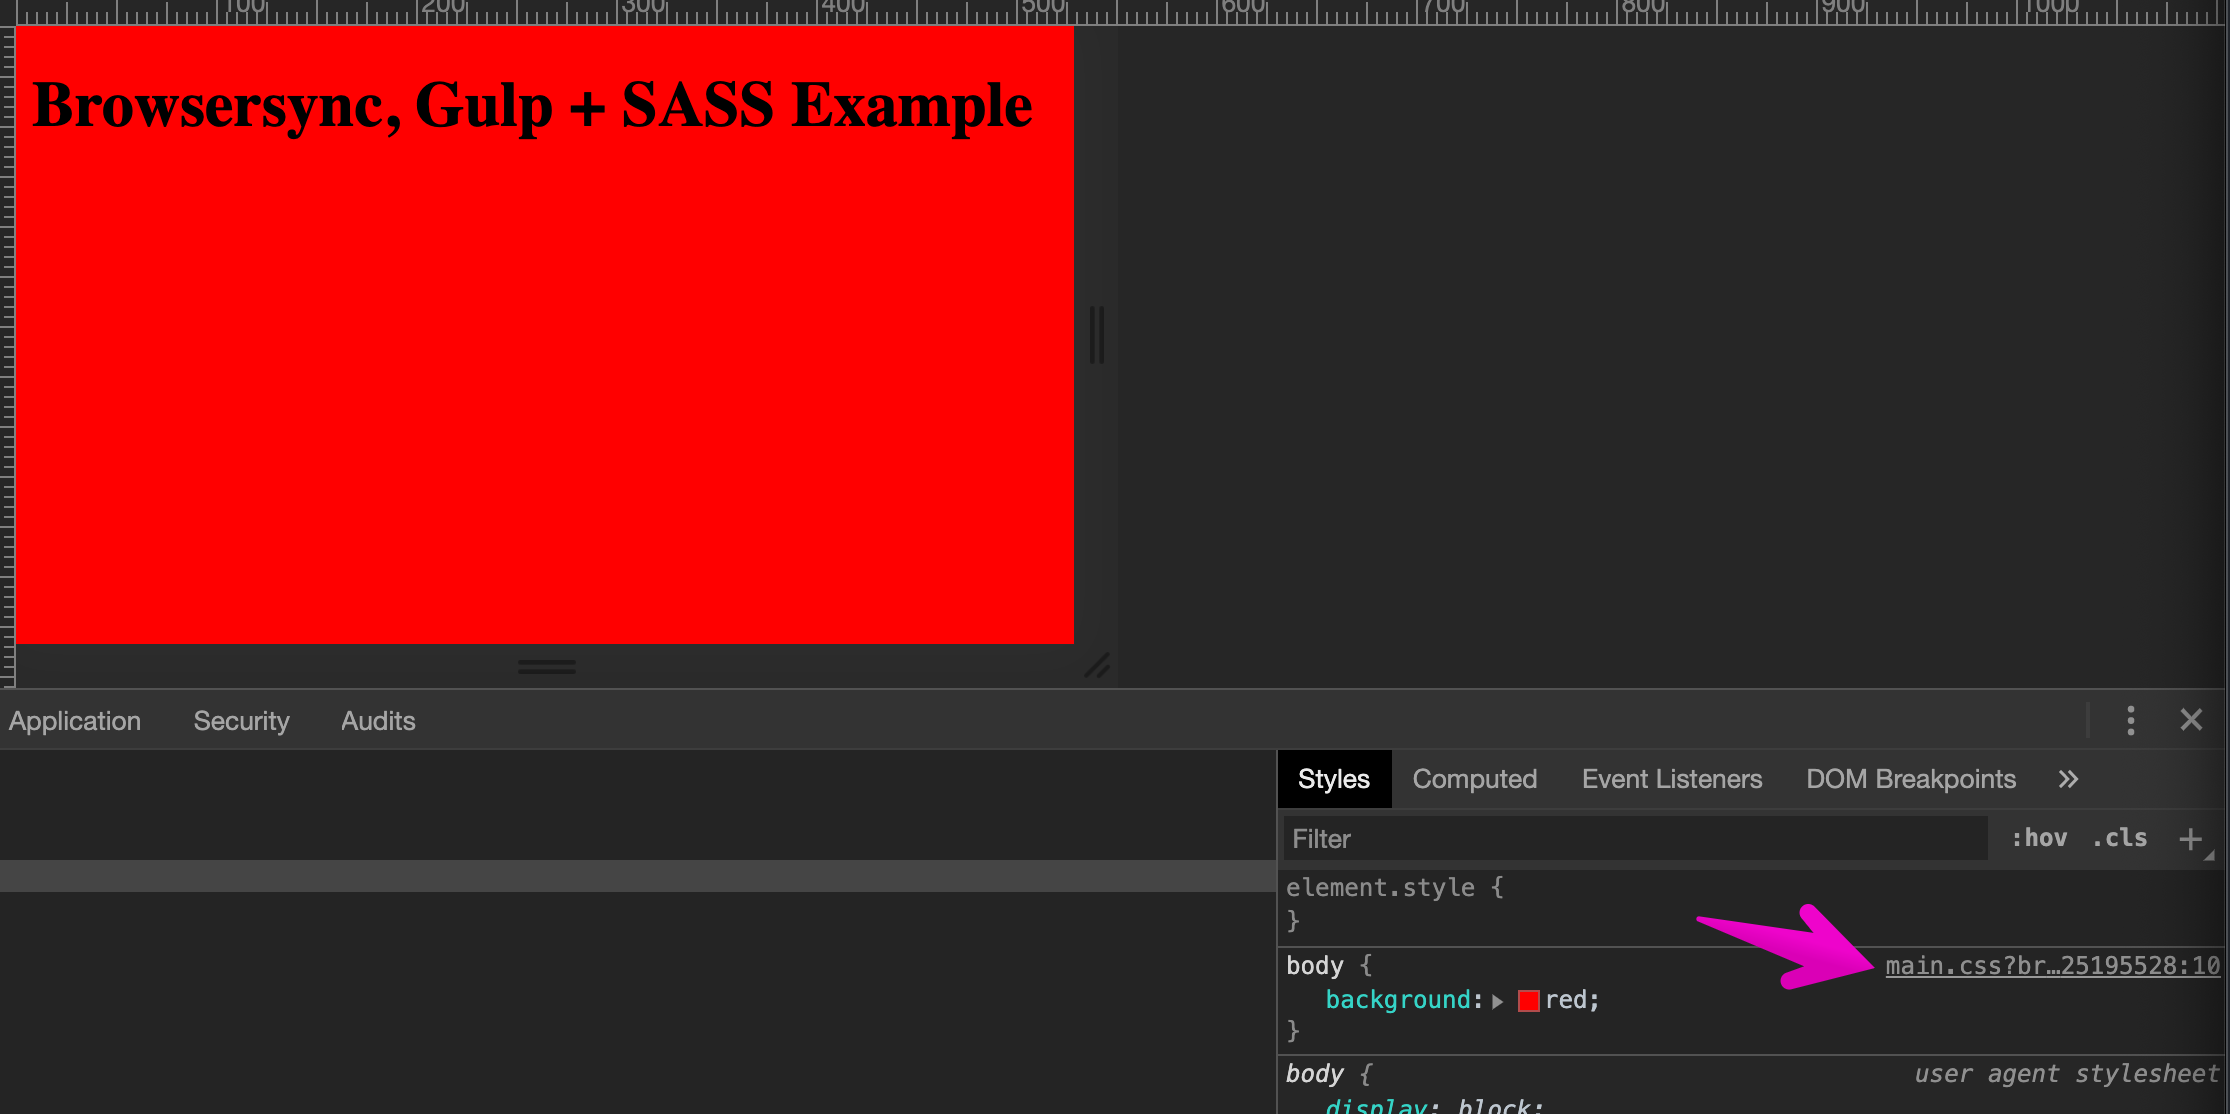 100 200 300 400 500 600 700 800 900 1000
Browsersync, Gulp + SASS Example
Application Security Audits
Styles Computed Event Listeners DOM Breakpoints »
Filter :hov .cls +
element.style {
}
body { main.css?br…25195528:10
background: red;
}
body { user agent stylesheet
display: block;